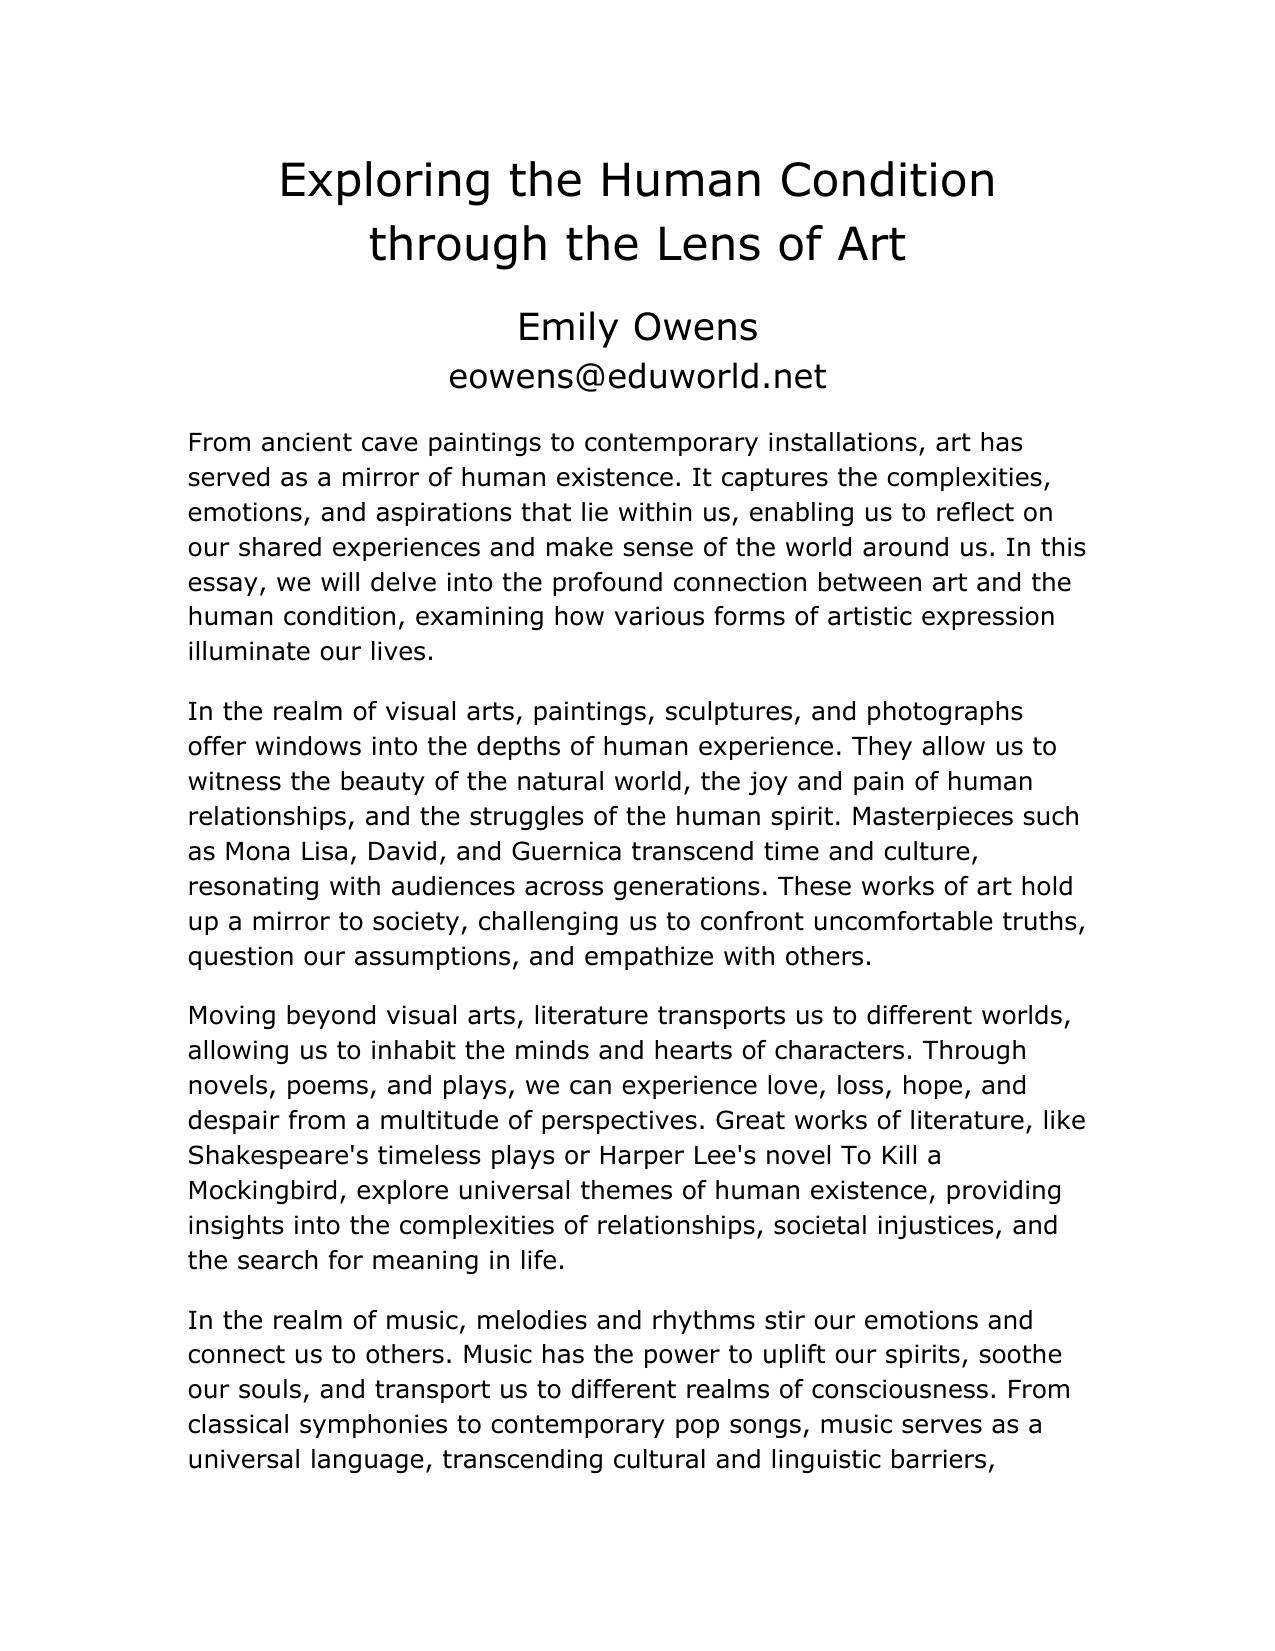 Exploring the Human Condition
through the Lens of Art
Emily Owens
eowens@eduworld.net
From ancient cave paintings to contemporary installations, art has
served as a mirror of human existence. It captures the complexities,
emotions, and aspirations that lie within us, enabling us to reflect on
our shared experiences and make sense of the world around us. In this
essay, we will delve into the profound connection between art and the
human condition, examining how various forms of artistic expression
illuminate our lives.
In the realm of visual arts, paintings, sculptures, and photographs
offer windows into the depths of human experience. They allow us to
witness the beauty of the natural world, the joy and pain of human
relationships, and the struggles of the human spirit. Masterpieces such
as Mona Lisa, David, and Guernica transcend time and culture,
resonating with audiences across generations. These works of art hold
up a mirror to society, challenging us to confront uncomfortable truths,
question our assumptions, and empathize with others.
Moving beyond visual arts, literature transports us to different worlds,
allowing us to inhabit the minds and hearts of characters. Through
novels, poems, and plays, we can experience love, loss, hope, and
despair from a multitude of perspectives. Great works of literature, like
Shakespeare's timeless plays or Harper Lee's novel To Kill a
Mockingbird, explore universal themes of human existence, providing
insights into the complexities of relationships, societal injustices, and
the search for meaning in life.
In the realm of music, melodies and rhythms stir our emotions and
connect us to others. Music has the power to uplift our spirits, soothe
our souls, and transport us to different realms of consciousness. From
classical symphonies to contemporary pop songs, music serves as a
universal language, transcending cultural and linguistic barriers,